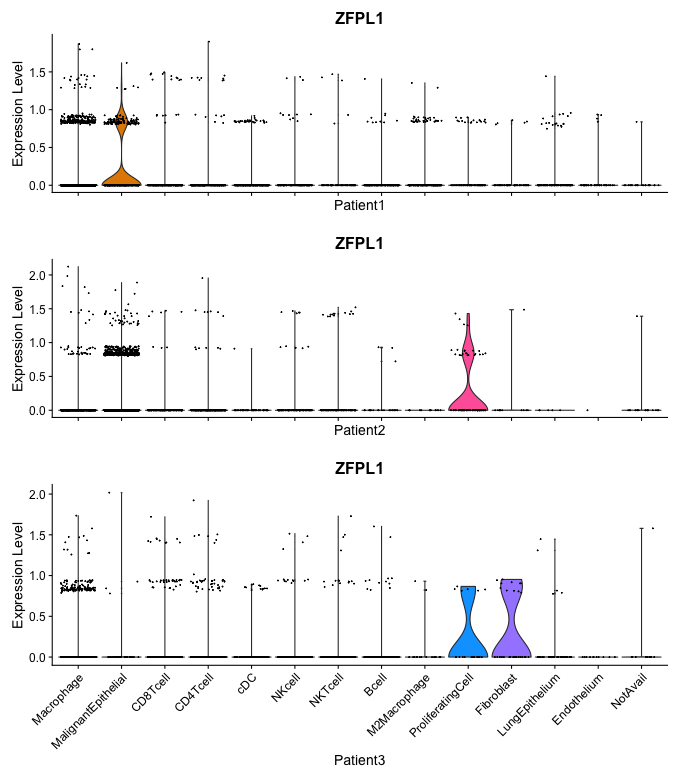 ZFPL1
Expression Level
1.5
1.0
0.5
0.0
Patient1
ZFPL1
Expression Level
2.0
1.5
1.0
0.5
0.0
Patient2
ZFPL1
Expression Level
2.0
1.5
1.0
0.5
0.0
Macrophage
MalignantEpithelial
CD8Tcell
CD4Tcell
cDC
NKcell
NKTcell
Bcell
M2Macrophage
ProliferatingCell
Fibroblast
LungEpithelium
Endothelium
NotAvail
Patient3